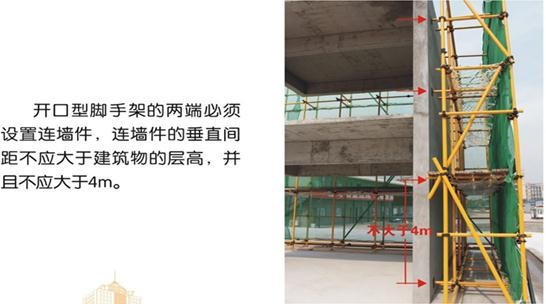 开口型脚手架的两端必须
设置连墙件，连墙件的垂直间
距不应大于建筑物的层高，并
且不应大于4m。
不大于4m